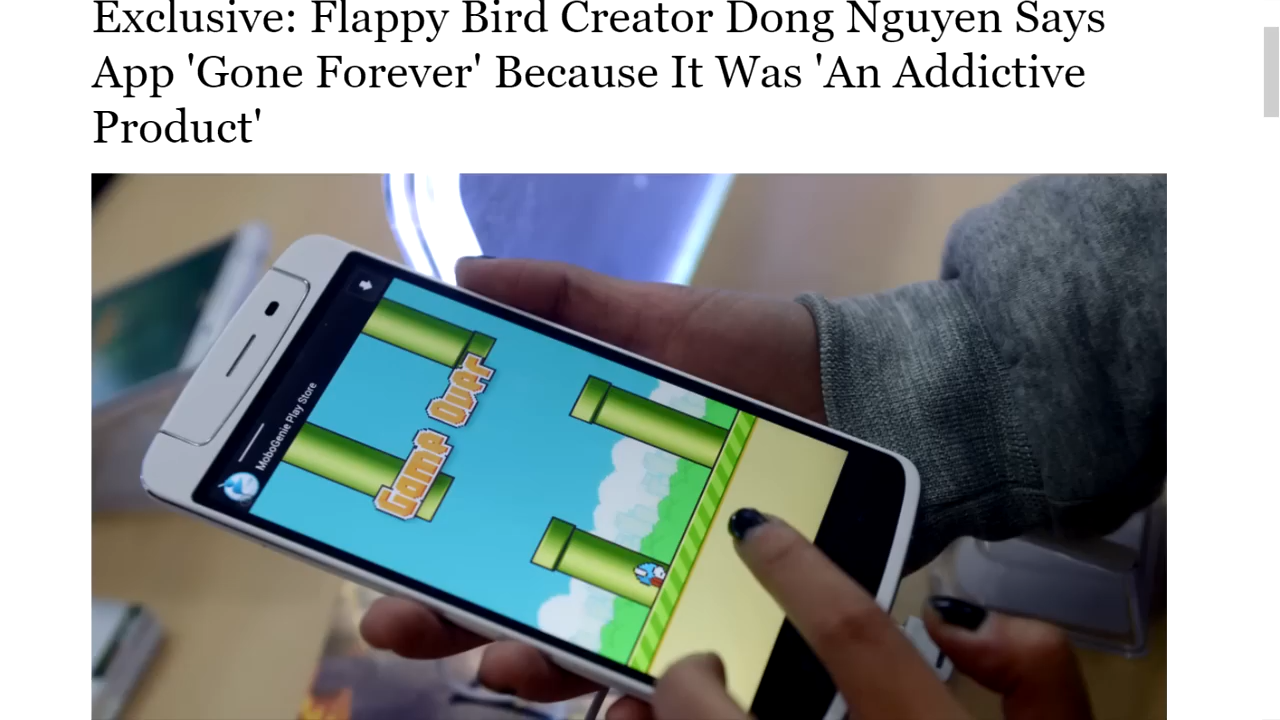 Exclusive: Flappy Bird Creator Dong Nguyen Says
App 'Gone Forever' Because It Was 'An Addictive
Product'
MoboGenie Play Store
Game Over